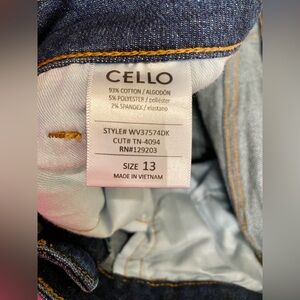 CELLO
93% COTTON / ALGODÓN
5% POLYESTER / poliéster
2% SPANDEX / elastano
STYLE# WV37574DK
CUT# TN-4094
RN#129203
SIZE 13
MADE IN VIETNAM